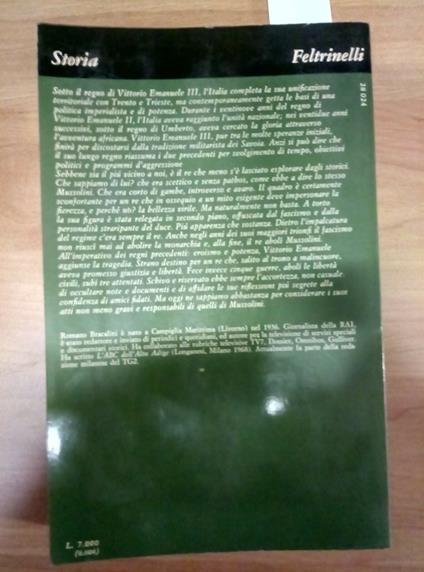 Storia
Feltrinelli
Sotto il regno di Vittorio Emanuele III, l'Italia completa la sua unificazione
territoriale con Trento e Trieste, ma contemporaneamente getta le basi di una
politica imperialista e di potenza. Durante i ventinove anni del regno di
Vittorio Emanuele II, l'Italia aveva raggiunto l'unità nazionale; nei ventidue anni
successivi, sotto il regno di Umberto, aveva cercato la gloria attraverso
l'avventura africana. Vittorio Emanuele III, pur tra le molte speranze iniziali,
finirà per discostarsi dalla tradizione militarista dei Savoia. Anzi si può dire che
il suo lungo regno riassuma i due precedenti per svolgimento di tempo, obiettivi
politici e programmi d'aggressione
Sebbene sia il più vicino a noi, è il re che meno s'è lasciato esplorare dagli storici.
Che sappiamo di lui? che era scettico e senza pathos, come ebbe a dire lo stesso
Mussolini. Che era corto di gambe, introverso e avaro. Il quadro è certamente
sconfortante per un re che in ossequio a un mito esigente deve impersonare la
fierezza, e perché no? la bellezza virile. Ma naturalmente non basta. A torto
la sua figura è stata relegata in secondo piano, offuscata dal fascismo e dalla
personalità straripante del duce. Più apparenza che sostanza. Dietro l'impalcatura
del regime c'era sempre il re. Anche negli anni dei suoi maggiori trionfi il fascismo
non riuscì mai ad abolire la monarchia e, alla fine, il re abolì Mussolini.
All'imperativo dei regni precedenti: eroismo e potenza, Vittorio Emanuele
aggiunse la tragedia. Strano destino per un re che, salito al trono a malincuore,
aveva promesso giustizia e libertà. Fece invece cinque guerre, abolì le libertà
civili, subì tre attentati. Schivo e riservato ebbe sempre l'accortezza, non casuale,
di occultare note e documenti e di affidare le sue riflessioni più segrete alla
confidenza di amici fidati. Ma oggi ne sappiamo abbastanza per considerare i suoi
atti non meno gravi e responsabili di quelli di Mussolini.
Romano Bracalini è nato a Campiglia Marittima (Livorno) nel 1936. Giornalista della RAI,
è stato redattore e inviato di periodici e quotidiani, ed autore per la televisione di servizi speciali
e documentari storici. Ha collaborato alle rubriche televisive TV7, Dossier, Omnibus, Gulliver.
Ha scritto L'ABC dell'Alto Adige (Longanesi, Milano 1968). Attualmente fa parte della reda-
zione milanese del TG2.
L. 7.000